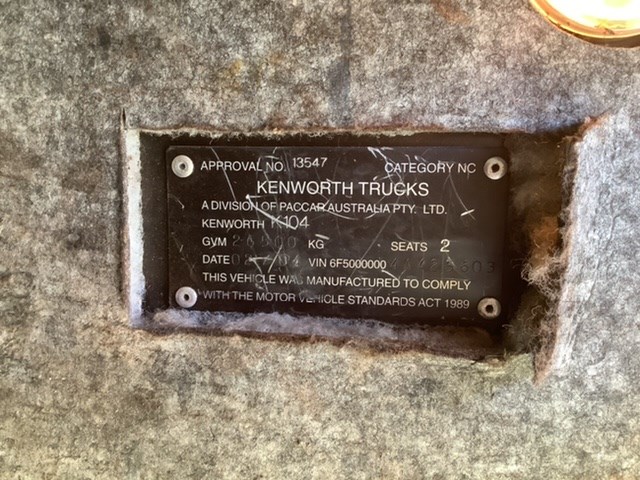 APPROVAL NO. 13547 CATEGORY NC
KENWORTH TRUCKS
A DIVISION OF PACCAR AUSTRALIA PTY. LTD.
KENWORTH K104
GVM KG SEATS 2
DATE VIN 6F5000000
THIS VEHICLE WAS MANUFACTURED TO COMPLY
WITH THE MOTOR VEHICLE STANDARDS ACT 1989